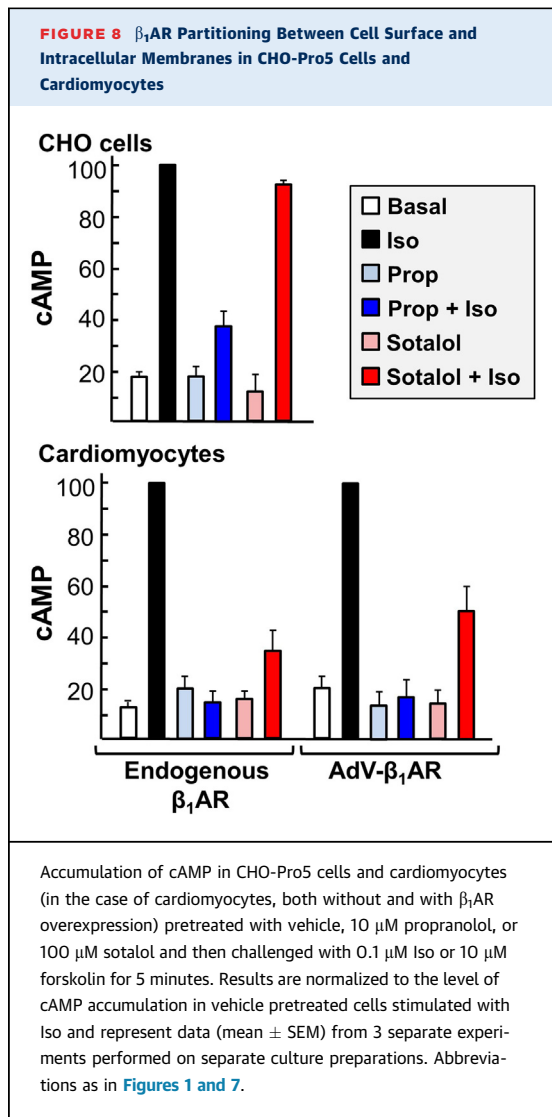 FIGURE 8 β₁AR Partitioning Between Cell Surface and
Intracellular Membranes in CHO-Pro5 Cells and
Cardiomyocytes
CHO cells
100
80
60
40
20
cAMP
Basal
Iso
Prop
Prop + Iso
Sotalol
Sotalol + Iso
Cardiomyocytes
100
80
60
40
20
cAMP
Endogenous
β₁AR
AdV-β₁AR
Accumulation of cAMP in CHO-Pro5 cells and cardiomyocytes
(in the case of cardiomyocytes, both without and with β₁AR
overexpression) pretreated with vehicle, 10 μM propranolol, or
100 μM sotalol and then challenged with 0.1 μM Iso or 10 μM
forskolin for 5 minutes. Results are normalized to the level of
cAMP accumulation in vehicle pretreated cells stimulated with
Iso and represent data (mean ± SEM) from 3 separate experi-
ments performed on separate culture preparations. Abbrevia-
tions as in Figures 1 and 7.